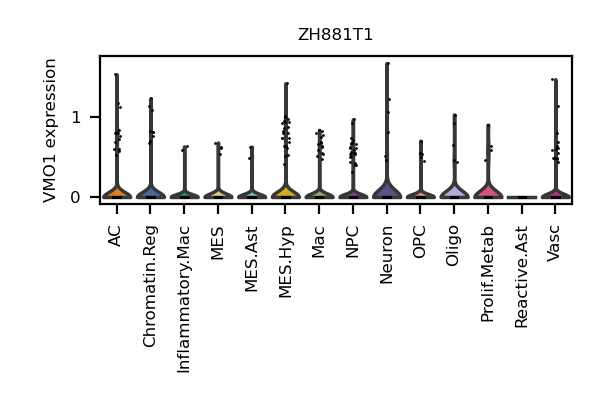 ZH881T1
VMO1 expression
1
0
AC
Chromatin.Reg
Inflammatory.Mac
MES
MES.Ast
MES.Hyp
Mac
NPC
Neuron
OPC
Oligo
Prolif.Metab
Reactive.Ast
Vasc